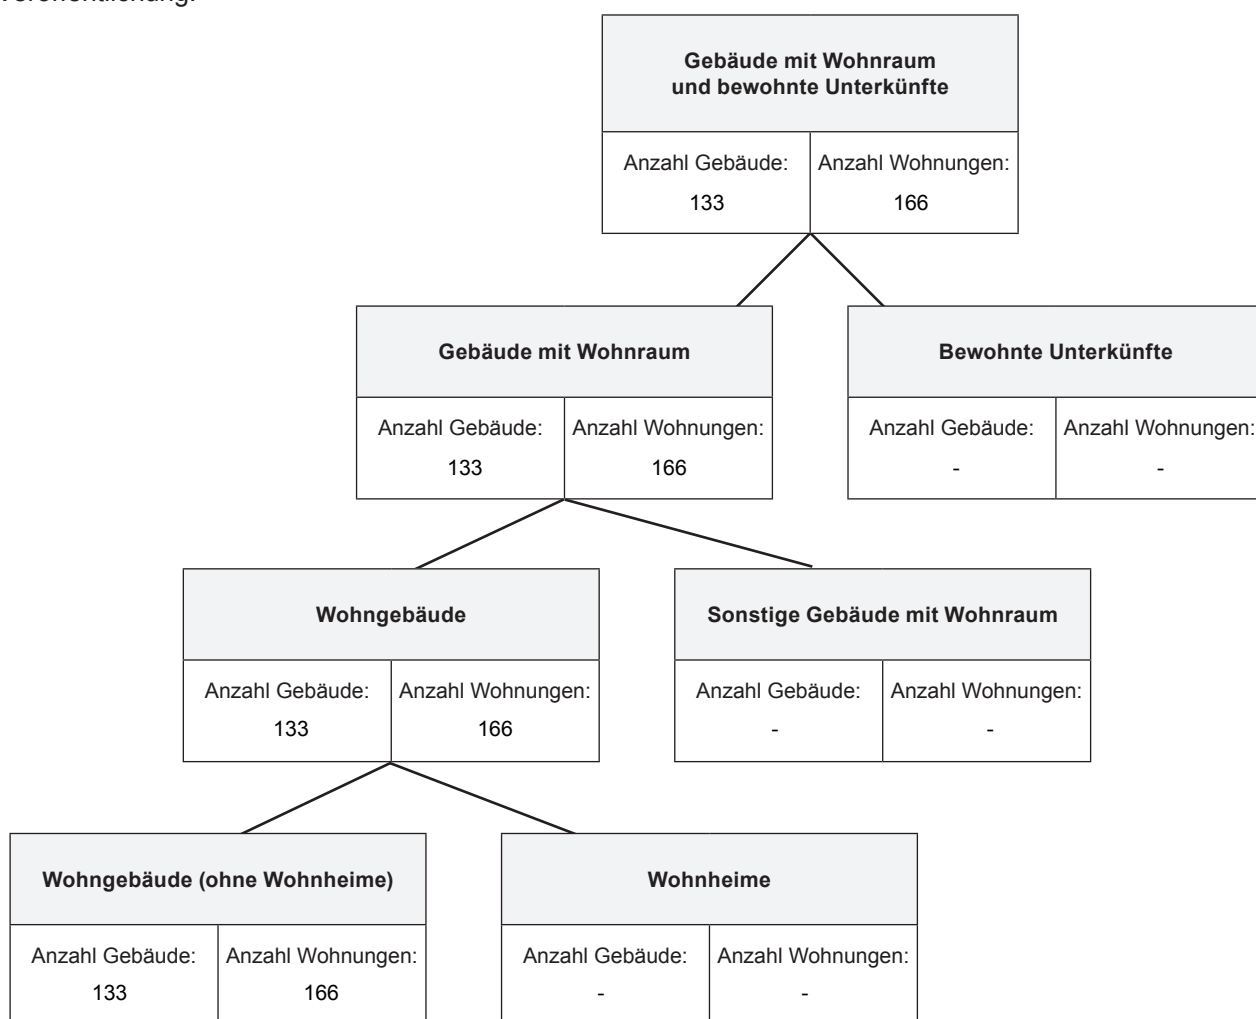 Veröffentlichung.
Gebäude mit Wohnraum
und bewohnte Unterkünfte
Anzahl Gebäude: Anzahl Wohnungen:
133 166
Gebäude mit Wohnraum Bewohnte Unterkünfte
Anzahl Gebäude: Anzahl Wohnungen: Anzahl Gebäude: Anzahl Wohnungen:
133 166 - -
Wohngebäude Sonstige Gebäude mit Wohnraum
Anzahl Gebäude: Anzahl Wohnungen: Anzahl Gebäude: Anzahl Wohnungen:
133 166 - -
Wohngebäude (ohne Wohnheime) Wohnheime
Anzahl Gebäude: Anzahl Wohnungen: Anzahl Gebäude: Anzahl Wohnungen:
133 166 - -